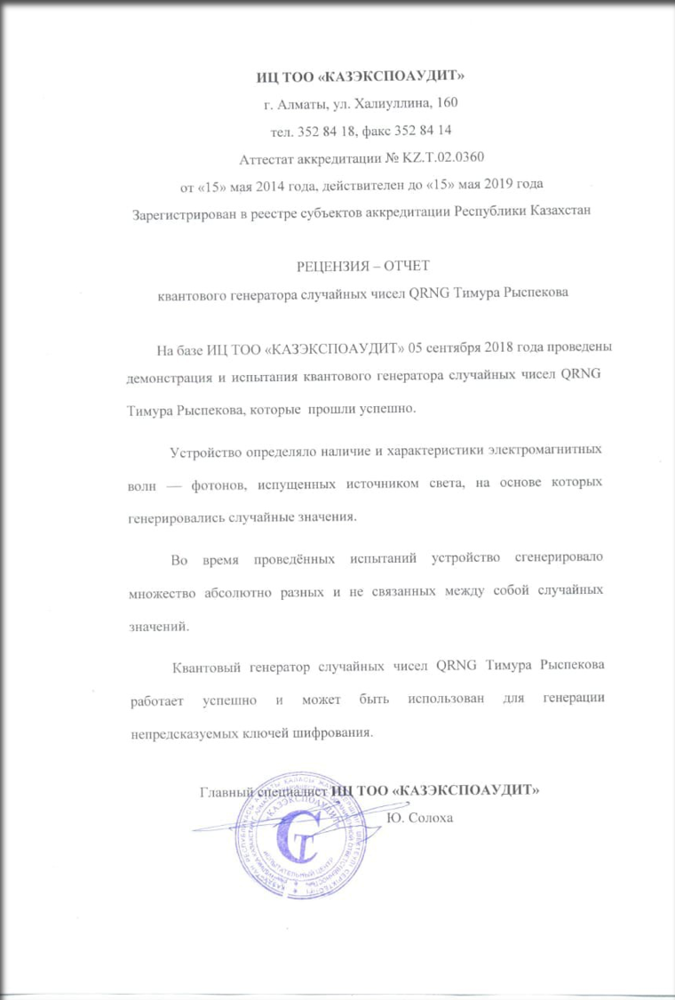 ИЦ ТОО «КАЗЭКСПОАУДИТ»
г. Алматы, ул. Халиуллина, 160
тел. 352 84 18, факс 352 84 14
Аттестат аккредитации № KZ.T.02.0360
от «15» мая 2014 года, действителен до «15» мая 2019 года
Зарегистрирован в реестре субъектов аккредитации Республики Казахстан
РЕЦЕНЗИЯ – ОТЧЕТ
квантового генератора случайных чисел QRNG Тимура Рыспекова
На базе ИЦ ТОО «КАЗЭКСПОАУДИТ» 05 сентября 2018 года проведены
демонстрация и испытания квантового генератора случайных чисел QRNG
Тимура Рыспекова, которые прошли успешно.
Устройство определяло наличие и характеристики электромагнитных
волн — фотонов, испущенных источником света, на основе которых
генерировались случайные значения.
Во время проведённых испытаний устройство сгенерировало
множество абсолютно разных и не связанных между собой случайных
значений.
Квантовый генератор случайных чисел QRNG Тимура Рыспекова
работает успешно и может быть использован для генерации
непредсказуемых ключей шифрования.
Главный специалист ИЦ ТОО «КАЗЭКСПОАУДИТ»
Ю. Солоха
«КАЗЭКСПОАУДИТ»
СТ
ИСПЫТАТЕЛЬНЫЙ ЦЕНТР